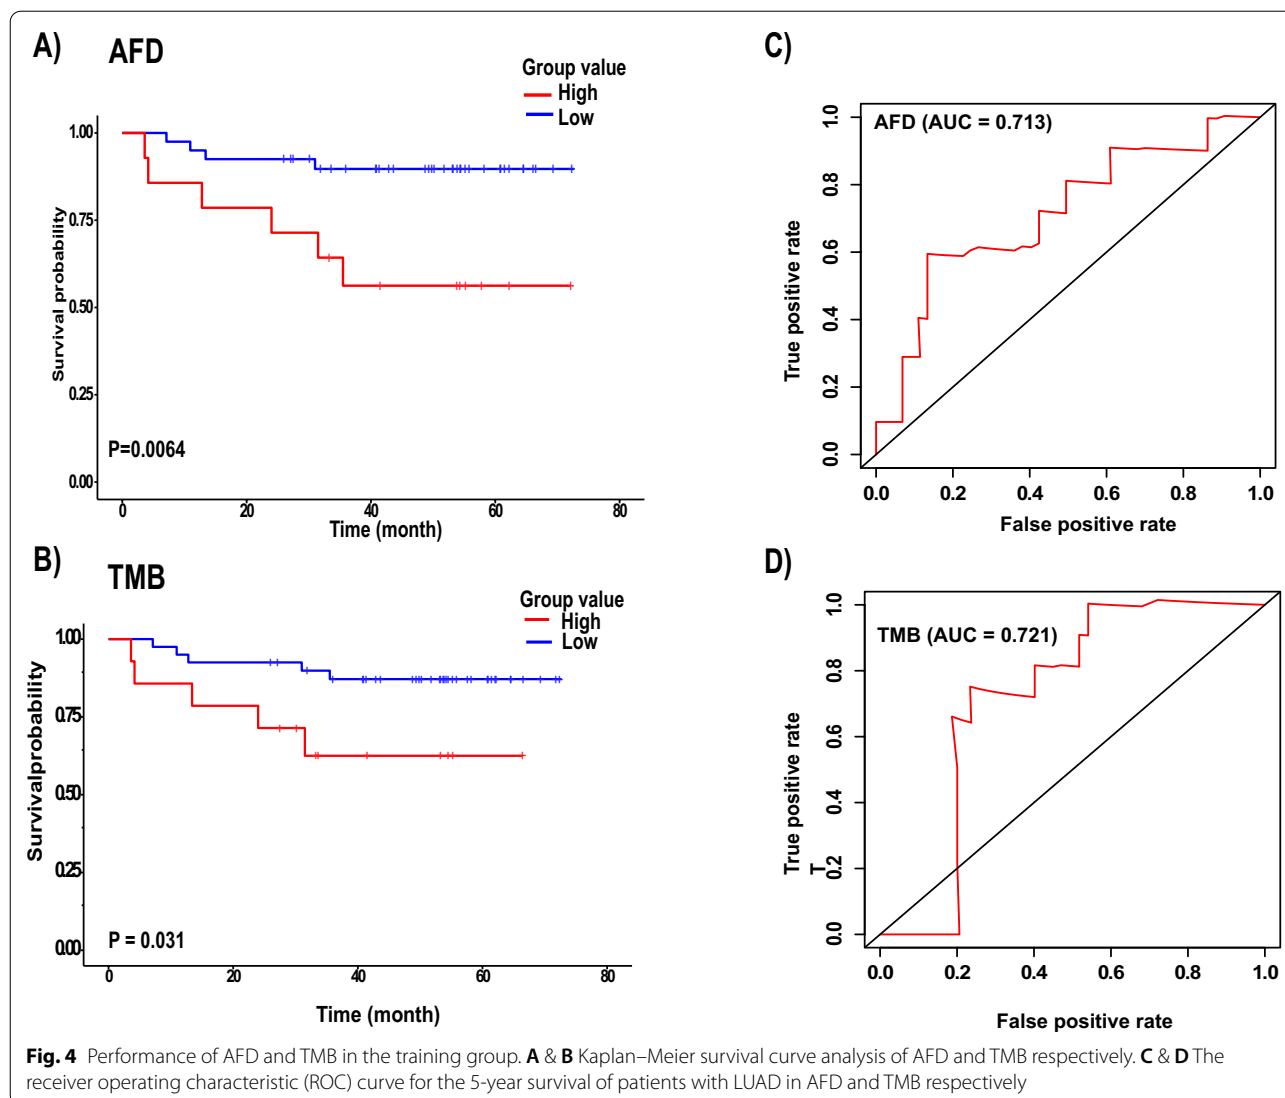 A)
AFD
Group value
High
Low
1.00
0.75
0.50
0.25
0.00
Survival probability
P=0.0064
0 20 40 60 80
Time (month)
B)
TMB
Group value
High
Low
1.00
0.75
0.50
0.25
0.00
Survivalprobability
P = 0.031
0 20 40 60 80
Time (month)
C)
AFD (AUC = 0.713)
1.0
0.8
0.6
0.4
0.2
0.0
True positive rate
0.0 0.2 0.4 0.6 0.8 1.0
False positive rate
D)
TMB (AUC = 0.721)
1.0
0.8
0.6
0.4
0.2
0.0
True positive rate
T
0.0 0.2 0.4 0.6 0.8 1.0
False positive rate
Fig. 4 Performance of AFD and TMB in the training group. A & B Kaplan–Meier survival curve analysis of AFD and TMB respectively. C & D The
receiver operating characteristic (ROC) curve for the 5-year survival of patients with LUAD in AFD and TMB respectively